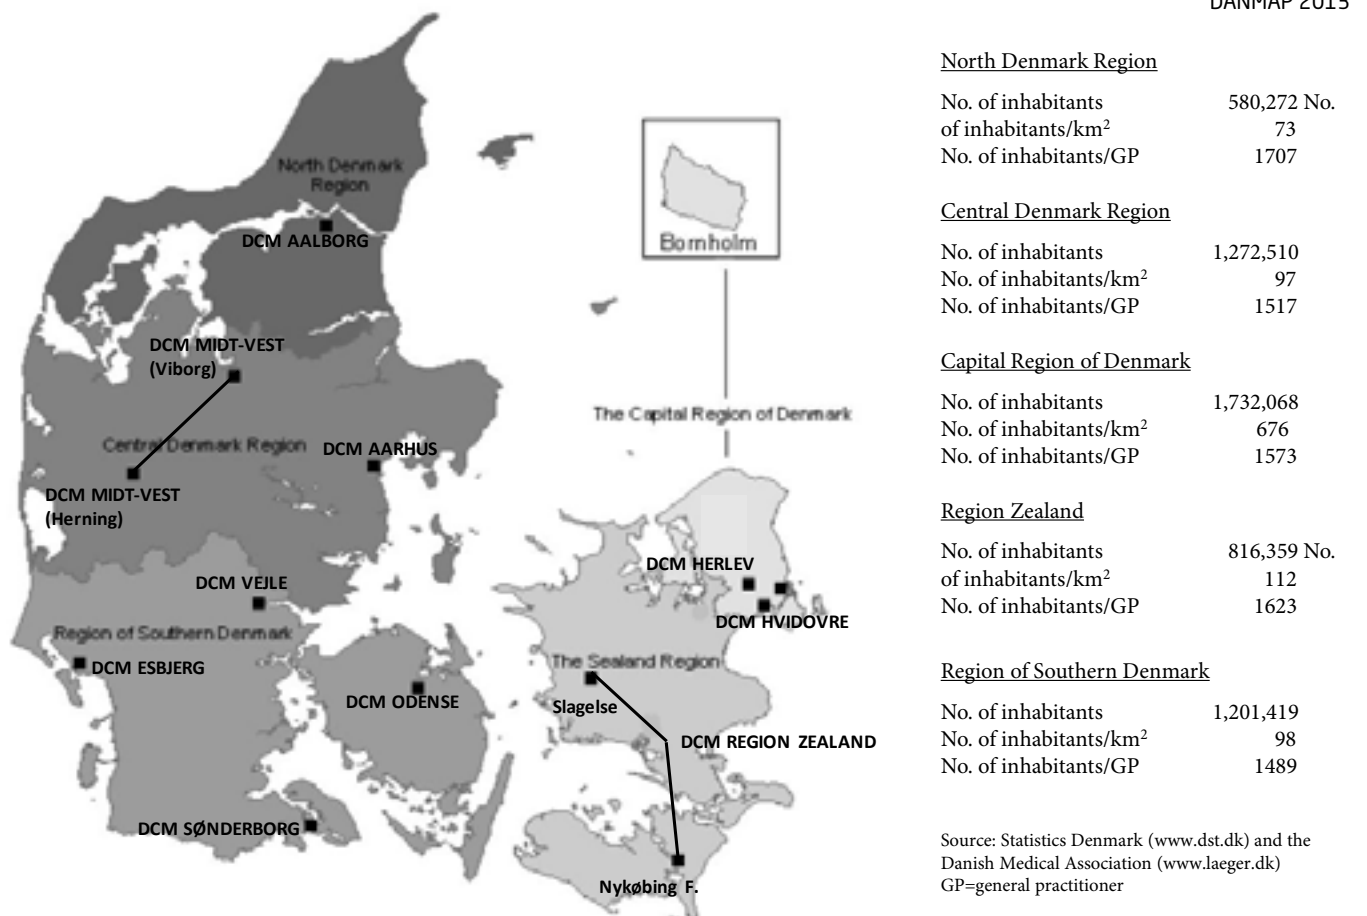 DANMAP 2015
North Denmark
Region
DCM AALBORG
Bornholm
DCM MIDT-VEST
(Viborg)
The Capital Region of Denmark
Central Denmark Region
DCM AARHUS
DCM MIDT-VEST
(Herning)
DCM HERLEV
DCM VEJLE
DCM HVIDOVRE
Region of Southern Denmark
DCM ESBJERG
The Sealand Region
DCM ODENSE
Slagelse
DCM REGION ZEALAND
DCM SØNDERBORG
Nykøbing F.
North Denmark Region
No. of inhabitants 580,272 No.
of inhabitants/km² 73
No. of inhabitants/GP 1707
Central Denmark Region
No. of inhabitants 1,272,510
No. of inhabitants/km² 97
No. of inhabitants/GP 1517
Capital Region of Denmark
No. of inhabitants 1,732,068
No. of inhabitants/km² 676
No. of inhabitants/GP 1573
Region Zealand
No. of inhabitants 816,359 No.
of inhabitants/km² 112
No. of inhabitants/GP 1623
Region of Southern Denmark
No. of inhabitants 1,201,419
No. of inhabitants/km² 98
No. of inhabitants/GP 1489
Source: Statistics Denmark (www.dst.dk) and the
Danish Medical Association (www.laeger.dk)
GP=general practitioner